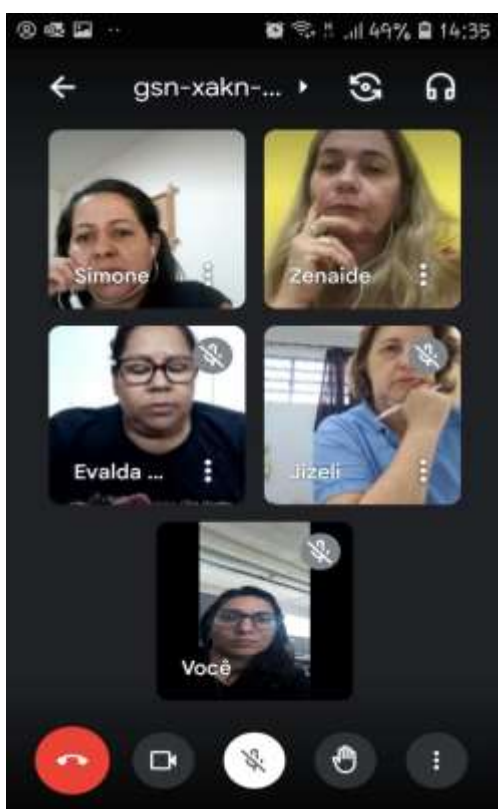 49% 14:35
gsn-xakn-...
Simone
Zenaide
Evalda ...
Jizeli
Você